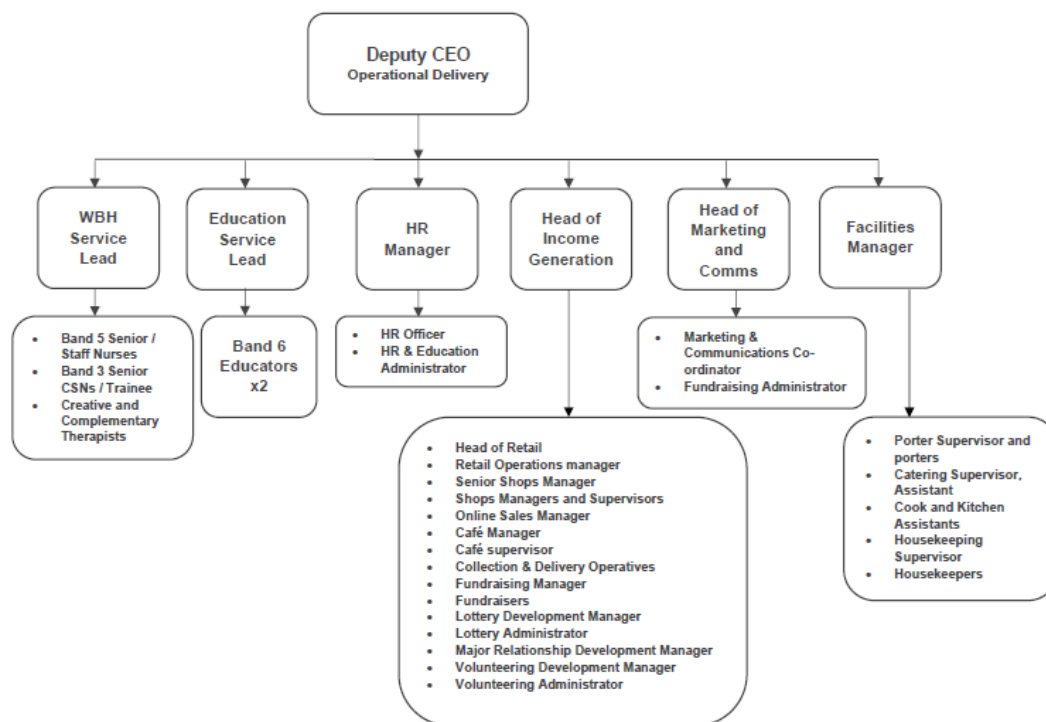 Deputy CEO
Operational Delivery
WBH
Service
Lead
Education
Service
Lead
HR
Manager
Head of
Income
Generation
Head of
Marketing
and
Comms
Facilities
Manager
• Band 5 Senior /
Staff Nurses
• Band 3 Senior
CSNs / Trainee
• Creative and
Complementary
Therapists
Band 6
Educators
x2
• HR Officer
• HR & Education
Administrator
• Marketing &
Communications Co-
ordinator
• Fundraising Administrator
• Head of Retail
• Retail Operations manager
• Senior Shops Manager
• Shops Managers and Supervisors
• Online Sales Manager
• Café Manager
• Café supervisor
• Collection & Delivery Operatives
• Fundraising Manager
• Fundraisers
• Lottery Development Manager
• Lottery Administrator
• Major Relationship Development Manager
• Volunteering Development Manager
• Volunteering Administrator
• Porter Supervisor and
porters
• Catering Supervisor,
Assistant
• Cook and Kitchen
Assistants
• Housekeeping
Supervisor
• Housekeepers